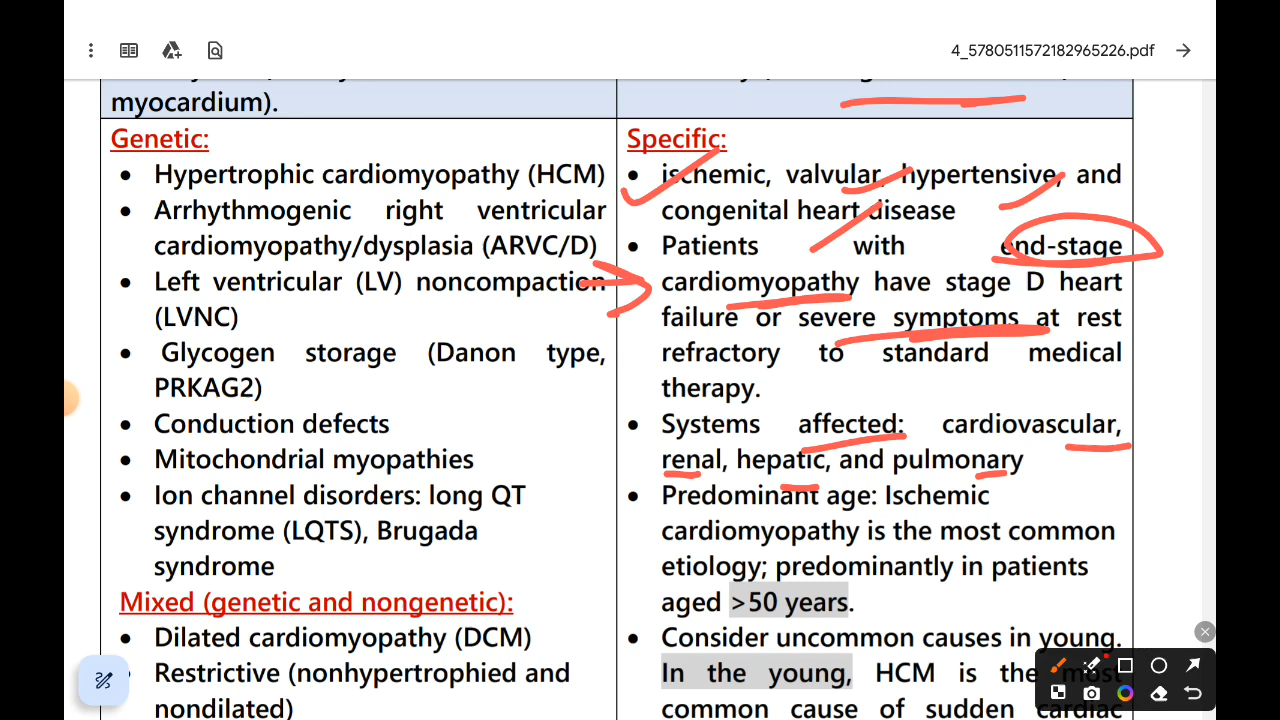 4_5780511572182965226.pdf
myocardium).
Genetic:
• Hypertrophic cardiomyopathy (HCM)
• Arrhythmogenic right ventricular
cardiomyopathy/dysplasia (ARVC/D)
• Left ventricular (LV) noncompaction
(LVNC)
• Glycogen storage (Danon type,
PRKAG2)
• Conduction defects
• Mitochondrial myopathies
• Ion channel disorders: long QT
syndrome (LQTS), Brugada
syndrome
Mixed (genetic and nongenetic):
• Dilated cardiomyopathy (DCM)
• Restrictive (nonhypertrophied and
nondilated)
Specific:
• ischemic, valvular, hypertensive, and
congenital heart disease
• Patients with end-stage
cardiomyopathy have stage D heart
failure or severe symptoms at rest
refractory to standard medical
therapy.
• Systems affected: cardiovascular,
renal, hepatic, and pulmonary
• Predominant age: Ischemic
cardiomyopathy is the most common
etiology; predominantly in patients
aged >50 years.
• Consider uncommon causes in young.
In the young, HCM is the most
common cause of sudden cardiac